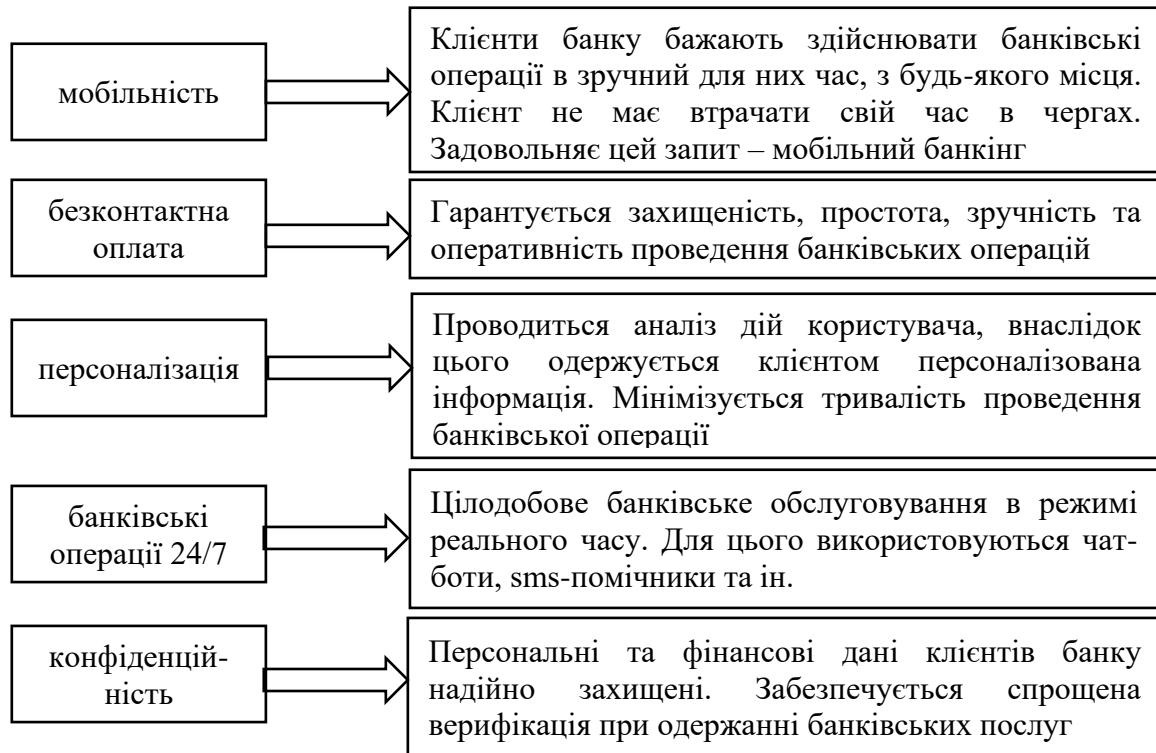 мобільність
Клієнти банку бажають здійснювати банківські
операції в зручний для них час, з будь-якого місця.
Клієнт не має втрачати свій час в чергах.
Задовольняє цей запит – мобільний банкінг
безконтактна
оплата
Гарантується захищеність, простота, зручність та
оперативність проведення банківських операцій
персоналізація
Проводиться аналіз дій користувача, внаслідок
цього одержується клієнтом персоналізована
інформація. Мінімізується тривалість проведення
банківської операції
банківські
операції 24/7
Цілодобове банківське обслуговування в режимі
реального часу. Для цього використовуються чат-
боти, sms-помічники та ін.
конфіденцій-
ність
Персональні та фінансові дані клієнтів банку
надійно захищені. Забезпечується спрощена
верифікація при одержанні банківських послуг